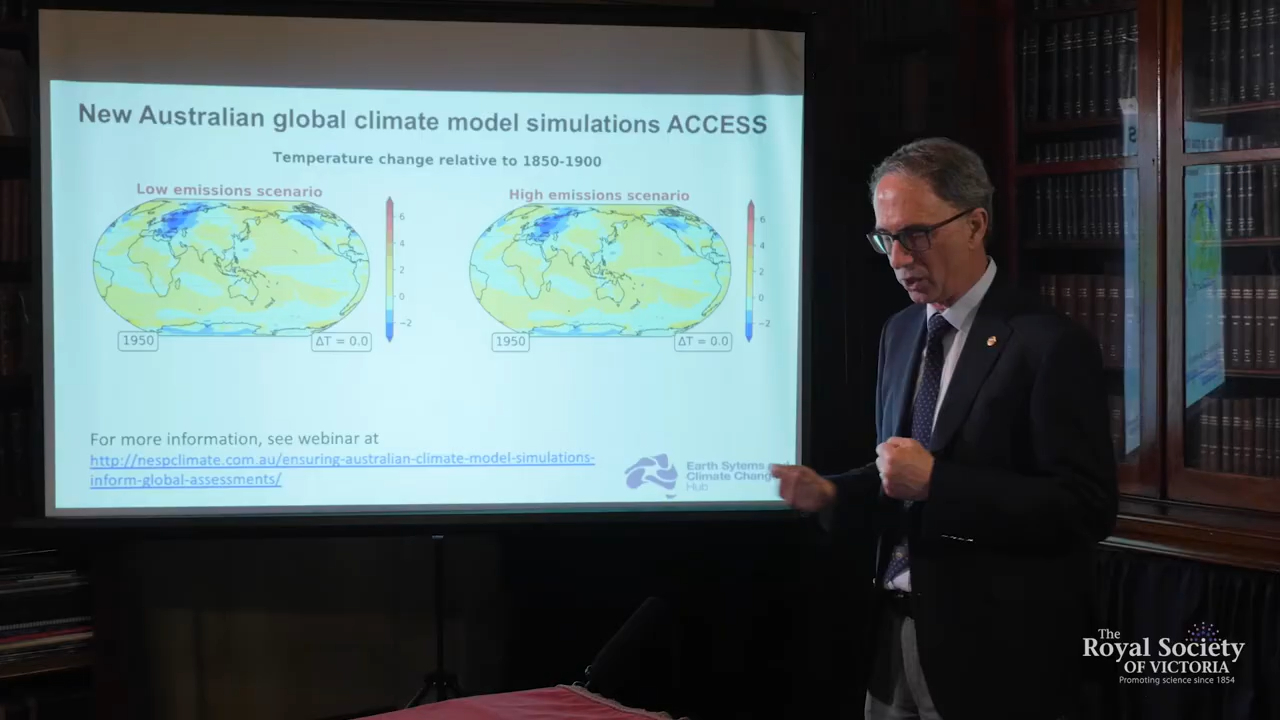 New Australian global climate model simulations ACCESS
Temperature change relative to 1850-1900
Low emissions scenario
High emissions scenario
6
4
2
0
−2
6
4
2
0
−2
1950
ΔT = 0.0
1950
ΔT = 0.0
For more information, see webinar at
http://nespclimate.com.au/ensuring-australian-climate-model-simulations-
inform-global-assessments/
Earth Sytems
Climate Chang
Hub
The
Royal Society
OF VICTORIA
Promoting science since 1854